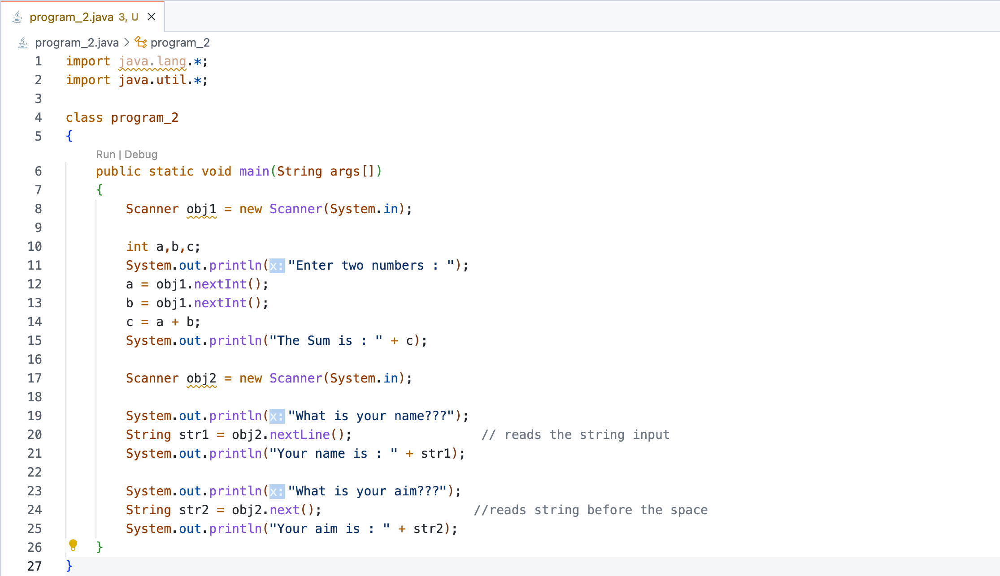 program_2.java 3, U
program_2.java > program_2
1 import java.lang.*;
2 import java.util.*;
3
4 class program_2
5 {
Run | Debug
6 public static void main(String args[])
7 {
8 Scanner obj1 = new Scanner(System.in);
9
10 int a,b,c;
11 System.out.println(x: "Enter two numbers : ");
12 a = obj1.nextInt();
13 b = obj1.nextInt();
14 c = a + b;
15 System.out.println("The Sum is : " + c);
16
17 Scanner obj2 = new Scanner(System.in);
18
19 System.out.println(x: "What is your name???");
20 String str1 = obj2.nextLine(); // reads the string input
21 System.out.println("Your name is : " + str1);
22
23 System.out.println(x: "What is your aim???");
24 String str2 = obj2.next(); //reads string before the space
25 System.out.println("Your aim is : " + str2);
26 }
27 }